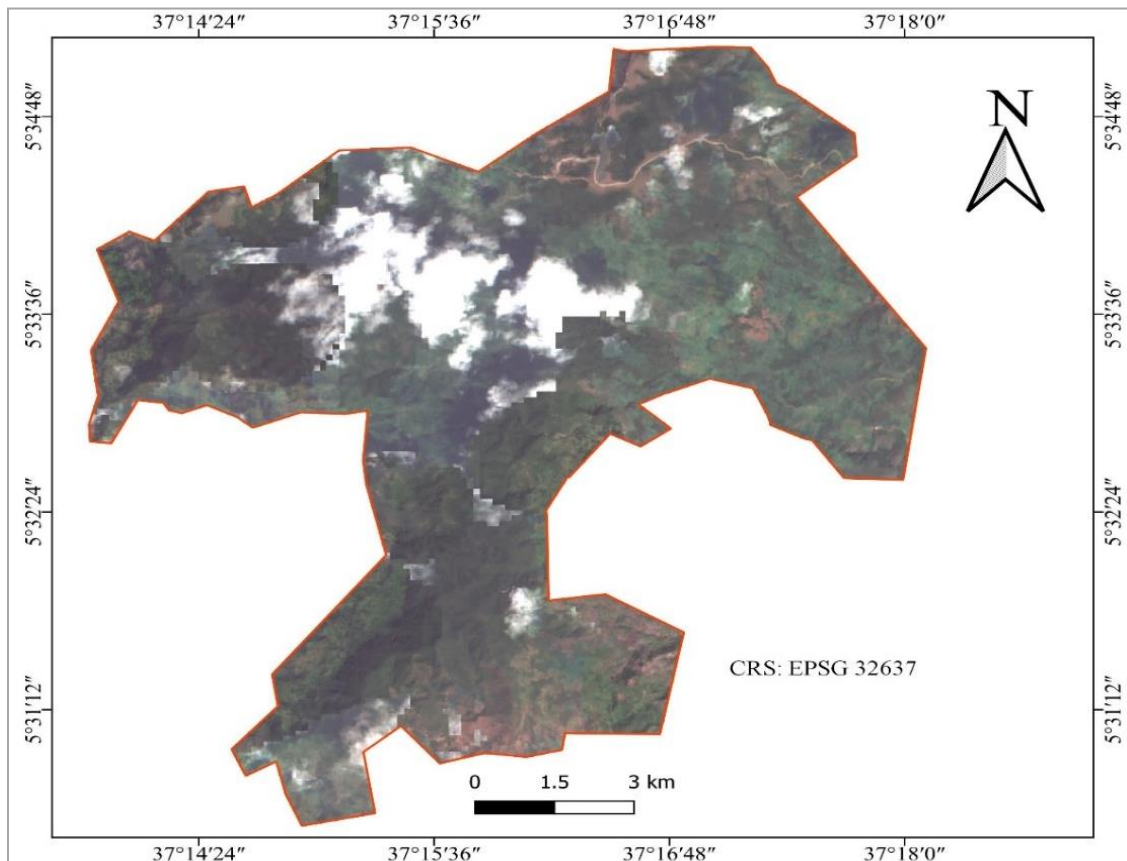 37°14′24″ 37°15′36″ 37°16′48″ 37°18′0″
N
5°34′48″ 5°34′48″
5°33′36″ 5°33′36″
5°32′24″ 5°32′24″
CRS: EPSG 32637
5°31′12″ 5°31′12″
0 1.5 3 km
37°14′24″ 37°15′36″ 37°16′48″ 37°18′0″